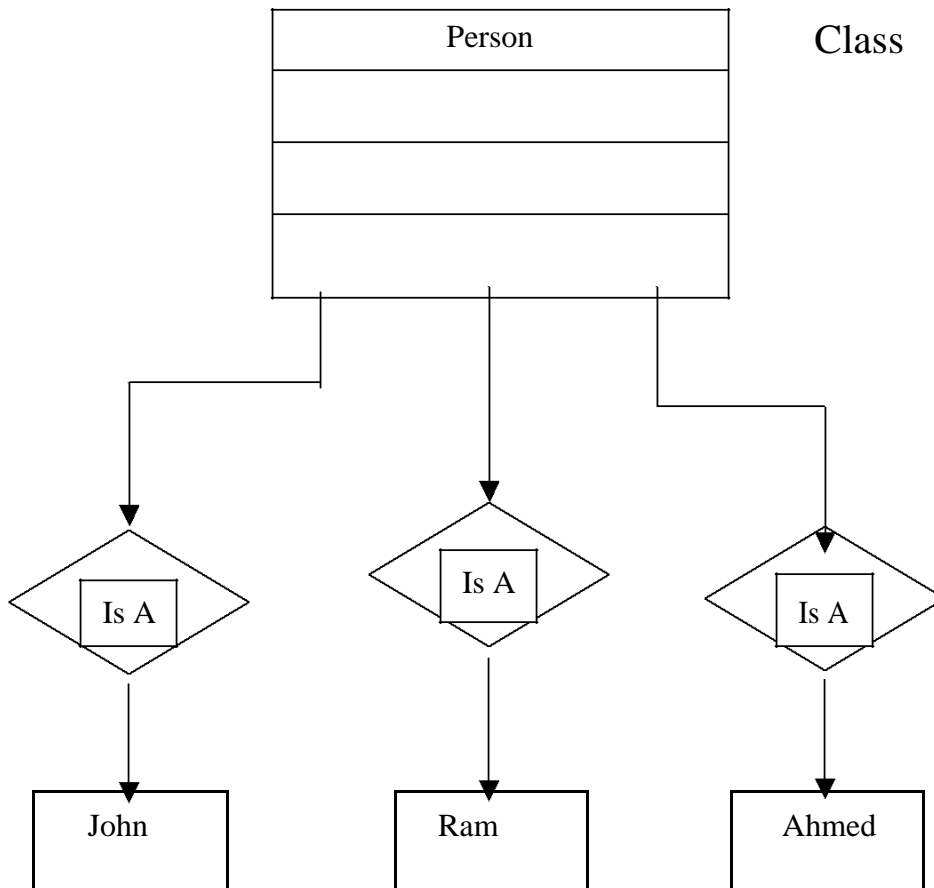 Person
Class
Is A
Is A
Is A
John
Ram
Ahmed